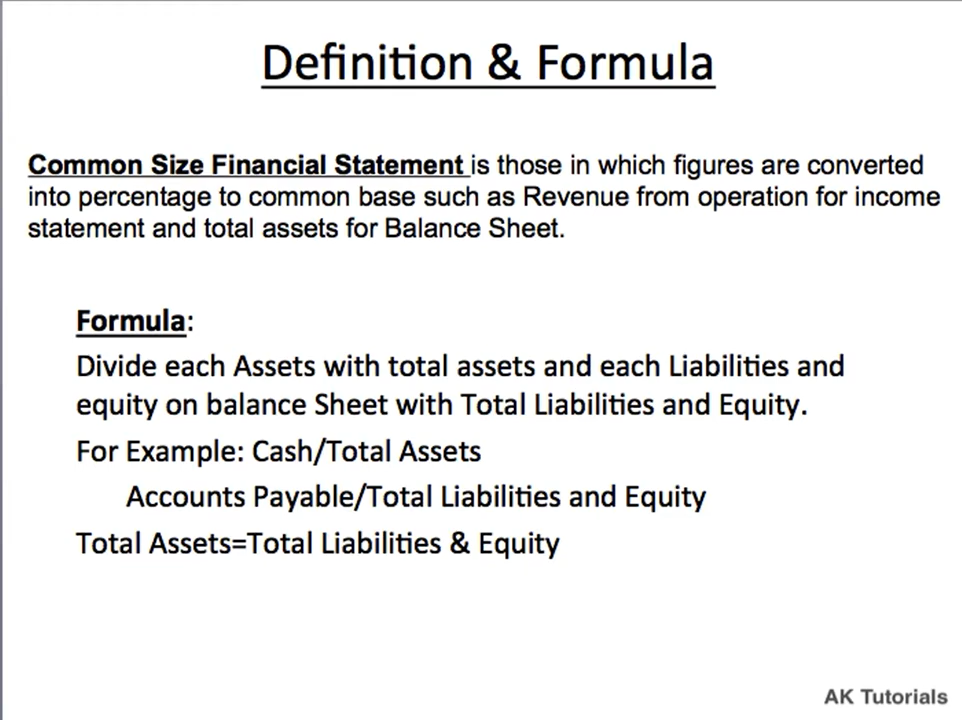 Definition & Formula
Common Size Financial Statement is those in which figures are converted
into percentage to common base such as Revenue from operation for income
statement and total assets for Balance Sheet.
Formula:
Divide each Assets with total assets and each Liabilities and
equity on balance Sheet with Total Liabilities and Equity.
For Example: Cash/Total Assets
Accounts Payable/Total Liabilities and Equity
Total Assets=Total Liabilities & Equity
AK Tutorials